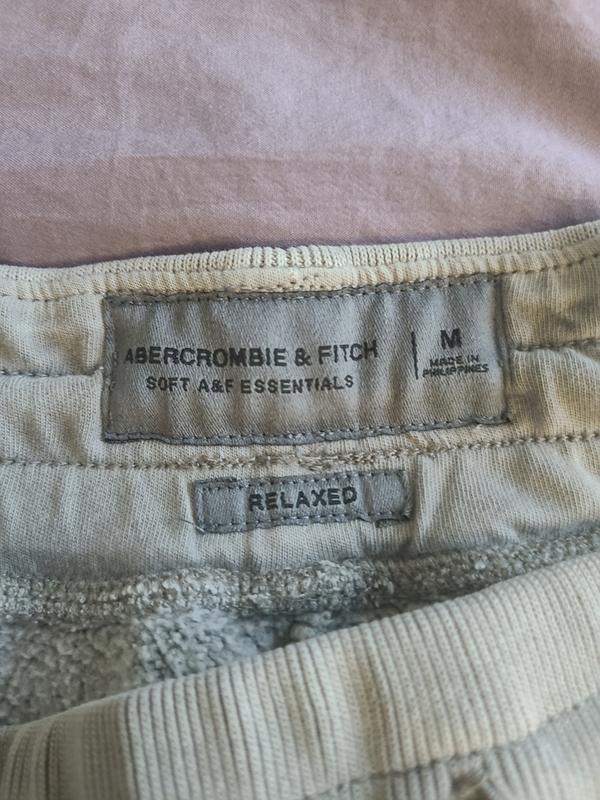 ABERCROMBIE & FITCH
SOFT A&F ESSENTIALS
M
MADE IN
PHILIPPINES
RELAXED